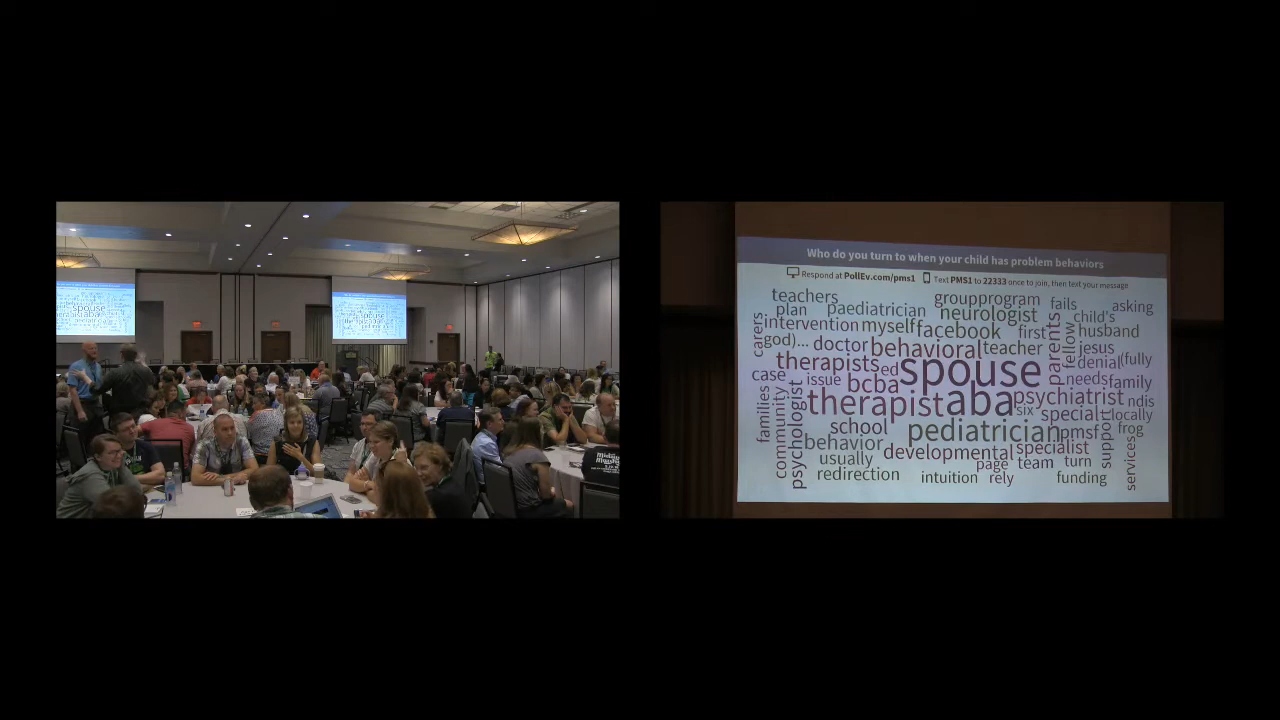 Who do you turn to when your child has problem behaviors
Respond at PollEv.com/pms1 Text PMS1 to 22333 once to join, then text your message
teachers groupprogram fails asking
plan paediatrician neurologist child's
carers intervention myself facebook first parents fellow husband
god)... doctor behavioral teacher jesus
therapists ed spouse denial (fully
case issue bcba psychiatrist needs family
families community psychologist therapist aba six special ndis
school pediatrician pmsf support locally frog
behavior developmental specialist services
usually page team turn
redirection intuition rely funding